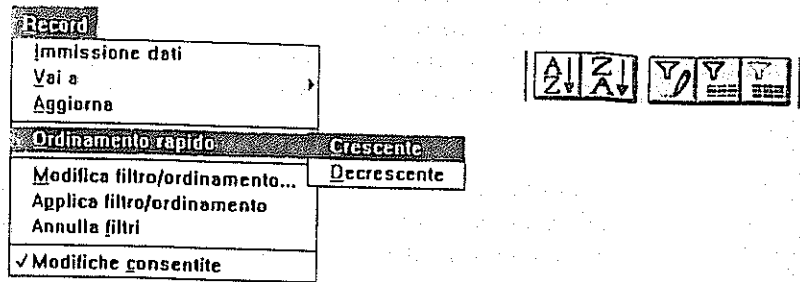 Record
Immissione dati
Vai a
Aggiorna
Ordinamento rapido
Crescente
Decrescente
Modifica filtro/ordinamento...
Applica filtro/ordinamento
Annulla filtri
√ Modifiche consentite
A Z
Z A